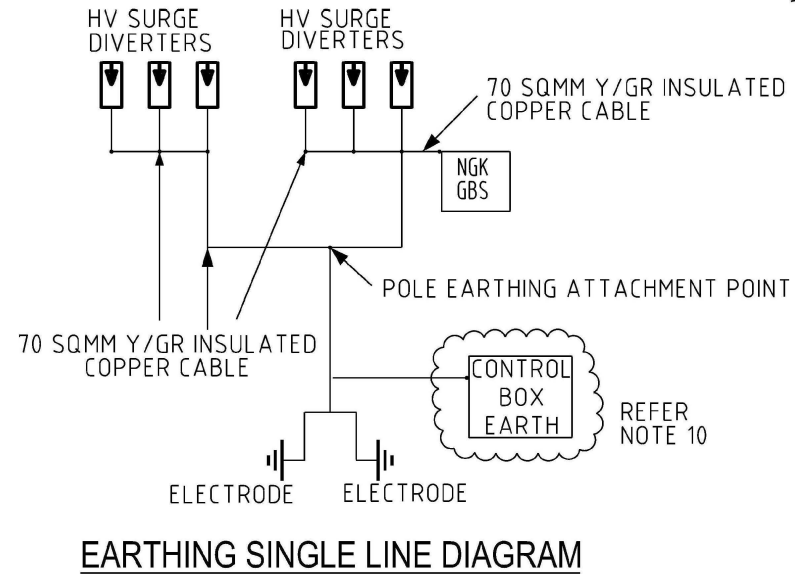 HV SURGE
DIVERTERS
HV SURGE
DIVERTERS
70 SQMM Y/GR INSULATED
COPPER CABLE
NGK
GBS
POLE EARTHING ATTACHMENT POINT
70 SQMM Y/GR INSULATED
COPPER CABLE
CONTROL
BOX
EARTH
REFER
NOTE 10
ELECTRODE
ELECTRODE
EARTHING SINGLE LINE DIAGRAM